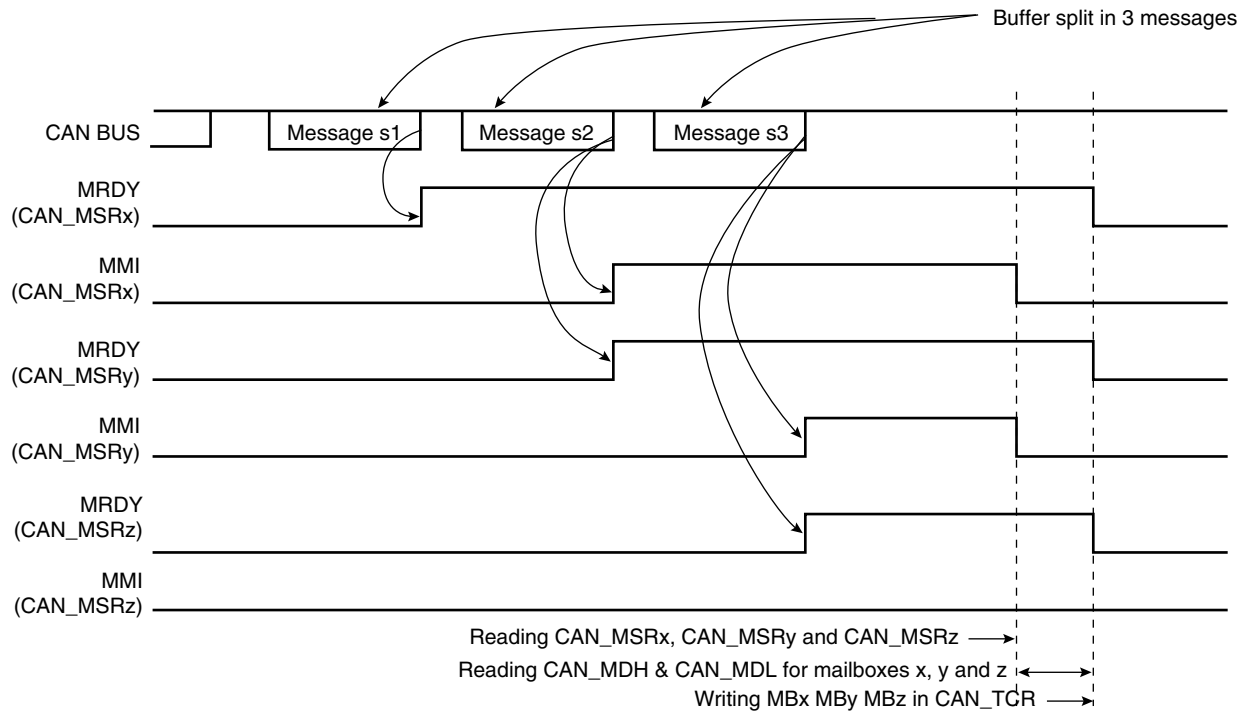 Buffer split in 3 messages
CAN BUS
Message s1
Message s2
Message s3
MRDY
(CAN_MSRx)
MMI
(CAN_MSRx)
MRDY
(CAN_MSRy)
MMI
(CAN_MSRy)
MRDY
(CAN_MSRz)
MMI
(CAN_MSRz)
Reading CAN_MSRx, CAN_MSRy and CAN_MSRz
Reading CAN_MDH & CAN_MDL for mailboxes x, y and z
Writing MBx MBy MBz in CAN_TCR